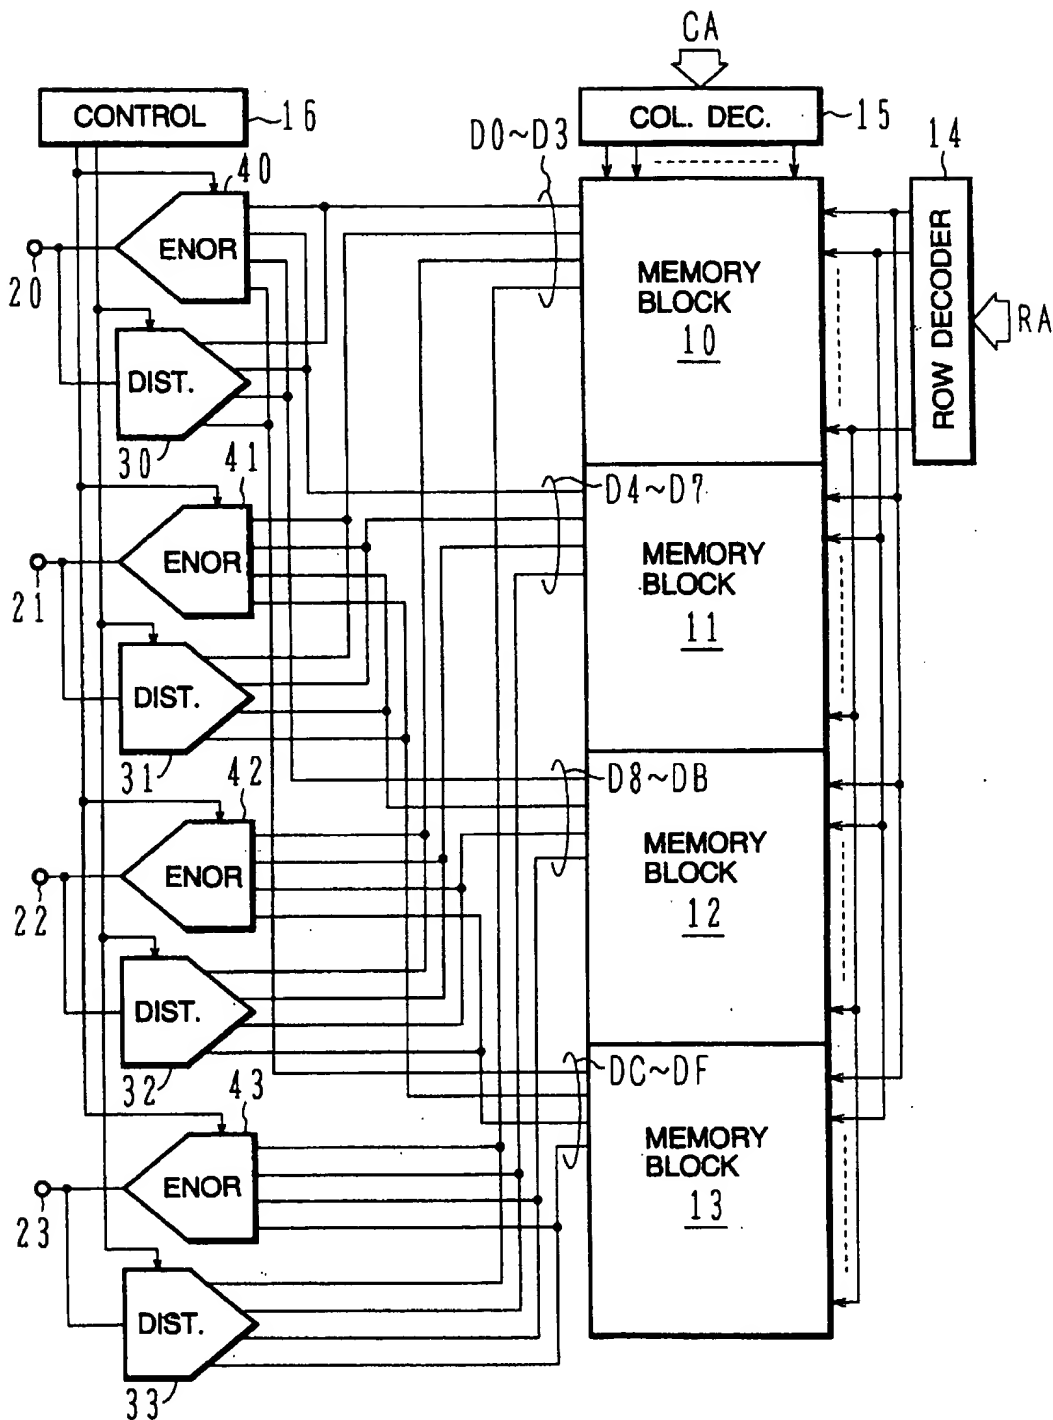 CA
CONTROL
16
COL. DEC.
15
D0~D3
14
40
ENOR
20
MEMORY
BLOCK
10
ROW DECODER
RA
DIST.
30
41
D4~D7
ENOR
21
MEMORY
BLOCK
11
DIST.
31
42
D8~DB
ENOR
22
MEMORY
BLOCK
12
DIST.
32
43
DC~DF
ENOR
23
MEMORY
BLOCK
13
DIST.
33